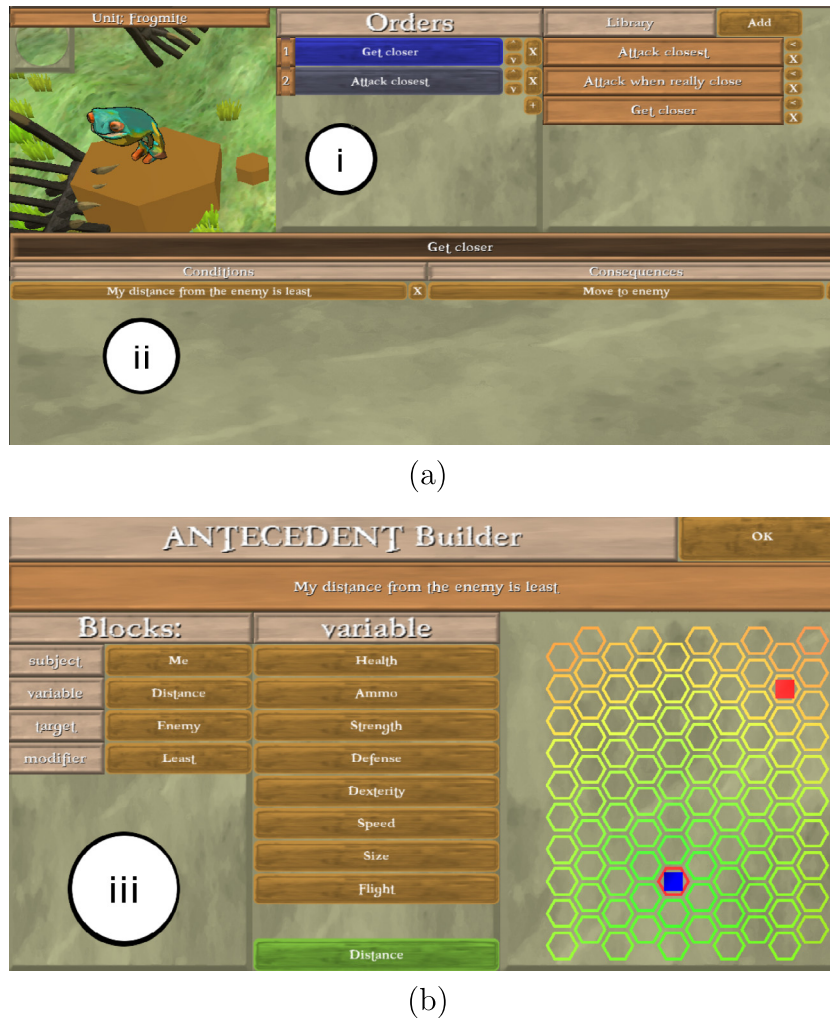 Unit: Frogmite
Orders
Library
Add
1
Get closer
^
v
X
2
Attack closest
^
v
X
+
Attack closest
<
X
Attack when really close
<
X
Get closer
<
X
i
Get closer
Conditions
Consequences
My distance from the enemy is least
X
Move to enemy
ii
(a)
ANTECEDENT Builder
OK
My distance from the enemy is least
Blocks:
variable
subject
Me
Health
variable
Distance
Ammo
target
Enemy
Strength
modifier
Least
Defense
Dexterity
Speed
Size
Flight
Distance
iii
(b)